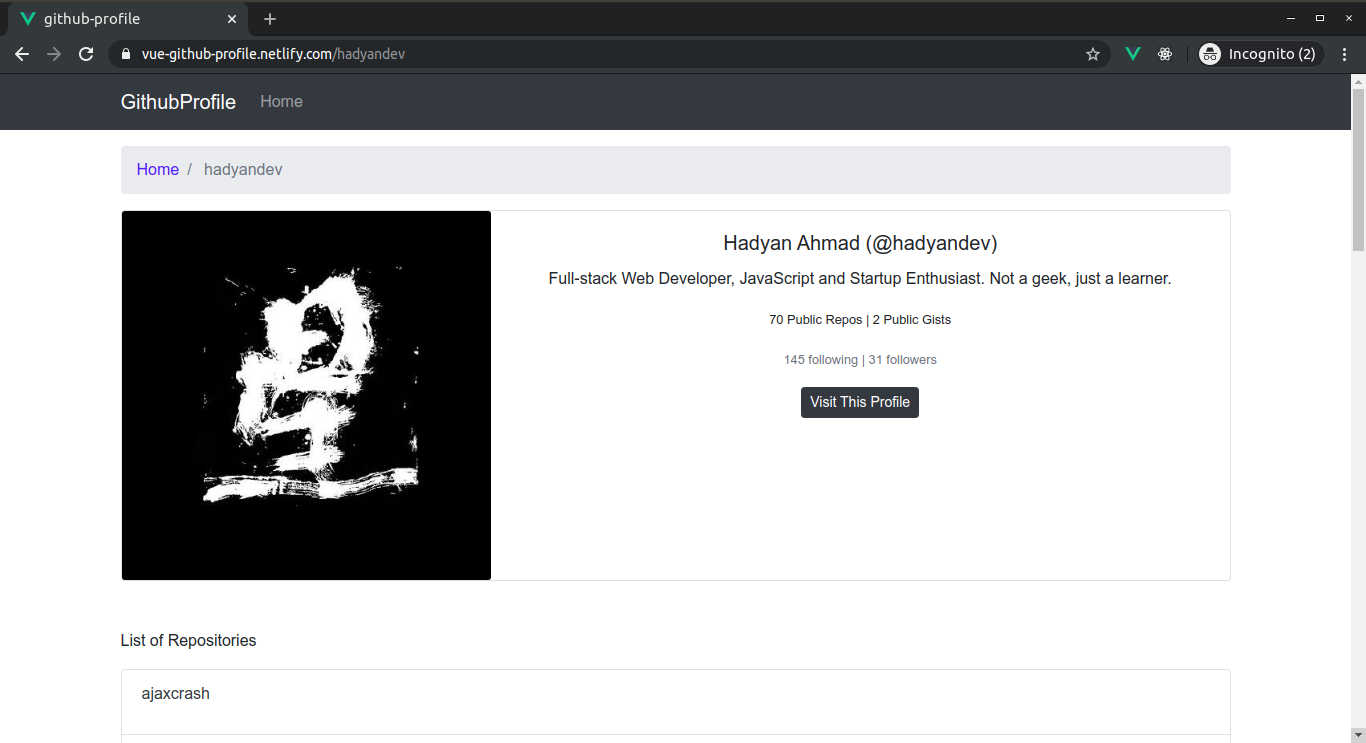 github-profile
vue-github-profile.netlify.com/hadyandev
Incognito (2)
GithubProfile Home
Home / hadyandev
Hadyan Ahmad (@hadyandev)
Full-stack Web Developer, JavaScript and Startup Enthusiast. Not a geek, just a learner.
70 Public Repos | 2 Public Gists
145 following | 31 followers
Visit This Profile
List of Repositories
ajaxcrash